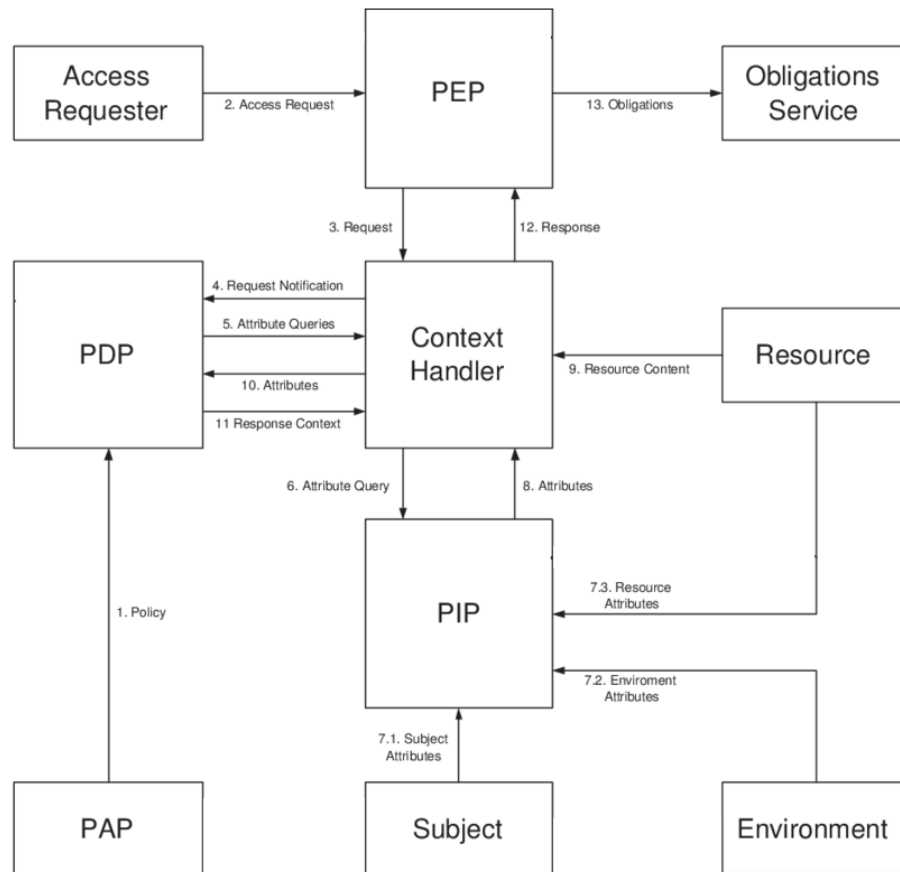 Access
Requester
2. Access Request
PEP
13. Obligations
Obligations
Service
3. Request
12. Response
PDP
4. Request Notification
5. Attribute Queries
10. Attributes
11 Response Context
Context
Handler
9. Resource Content
Resource
6. Attribute Query
8. Attributes
1. Policy
PIP
7.3. Resource
Attributes
7.2. Enviroment
Attributes
7.1. Subject
Attributes
PAP
Subject
Environment